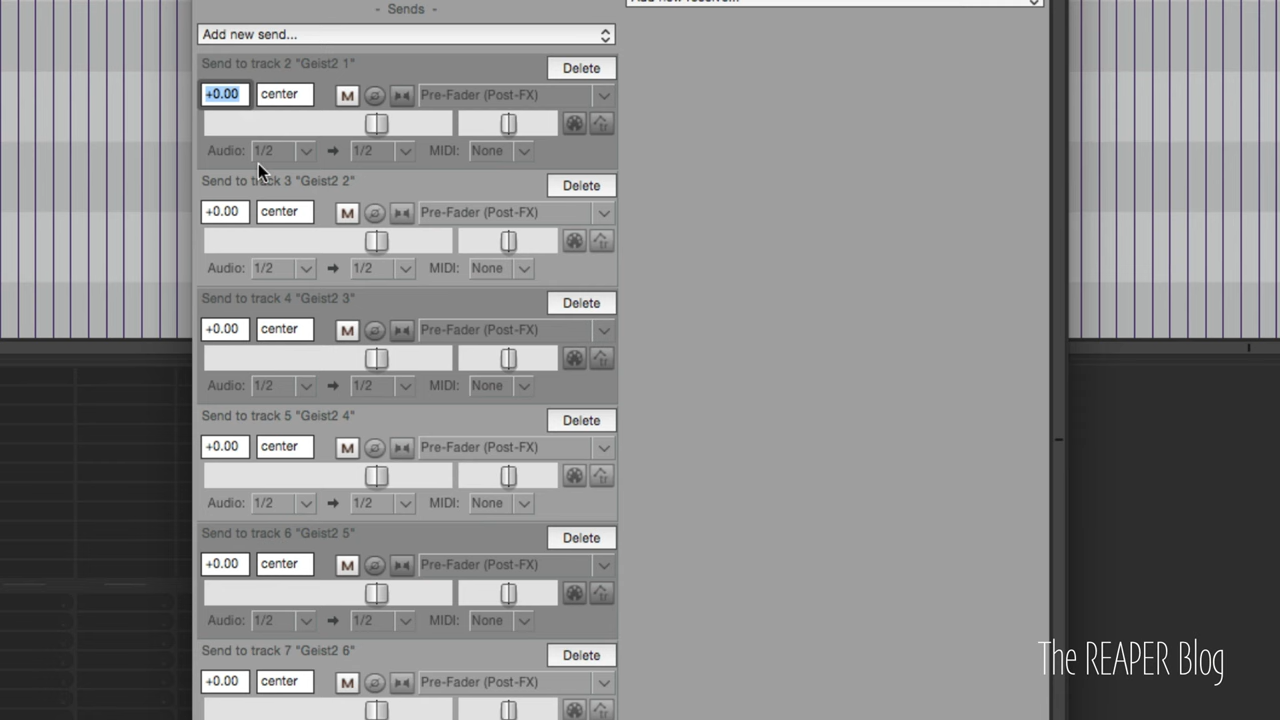 - Sends -
Add new receive...
Add new send...
Send to track 2 "Geist2 1"
Delete
+0.00 center M Pre-Fader (Post-FX)
Audio: 1/2 1/2 MIDI: None
Send to track 3 "Geist2 2"
Delete
+0.00 center M Pre-Fader (Post-FX)
Audio: 1/2 1/2 MIDI: None
Send to track 4 "Geist2 3"
Delete
+0.00 center M Pre-Fader (Post-FX)
Audio: 1/2 1/2 MIDI: None
Send to track 5 "Geist2 4"
Delete
+0.00 center M Pre-Fader (Post-FX)
Audio: 1/2 1/2 MIDI: None
Send to track 6 "Geist2 5"
Delete
+0.00 center M Pre-Fader (Post-FX)
Audio: 1/2 1/2 MIDI: None
Send to track 7 "Geist2 6"
Delete
+0.00 center M Pre-Fader (Post-FX)
The REAPER Blog